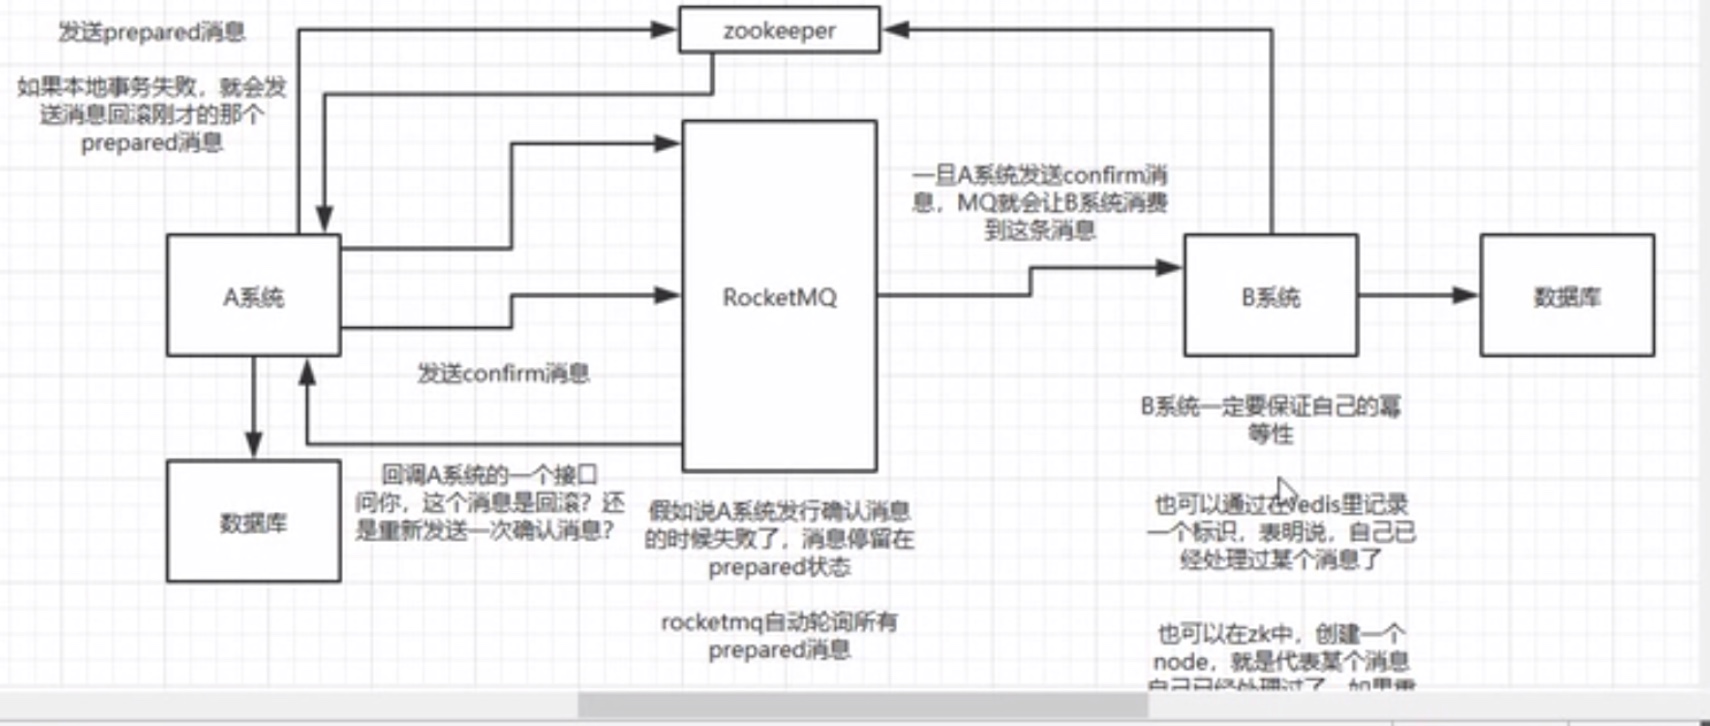 发送prepared消息
如果本地事务失败，就会发
送消息回滚刚才的那个
prepared消息
zookeeper
A系统
RocketMQ
一旦A系统发送confirm消
息，MQ就会让B系统消费
到这条消息
B系统
数据库
发送confirm消息
数据库
回调A系统的一个接口
问你，这个消息是回滚？还
是重新发送一次确认消息？
假如说A系统发行确认消息
的时候失败了，消息停留在
prepared状态
rocketmq自动轮询所有
prepared消息
B系统一定要保证自己的幂
等性
也可以通过在redis里记录
一个标识，表明说，自己已
经处理过某个消息了
也可以在zk中，创建一个
node，就是代表某个消息
自己已经处理过了，如果重